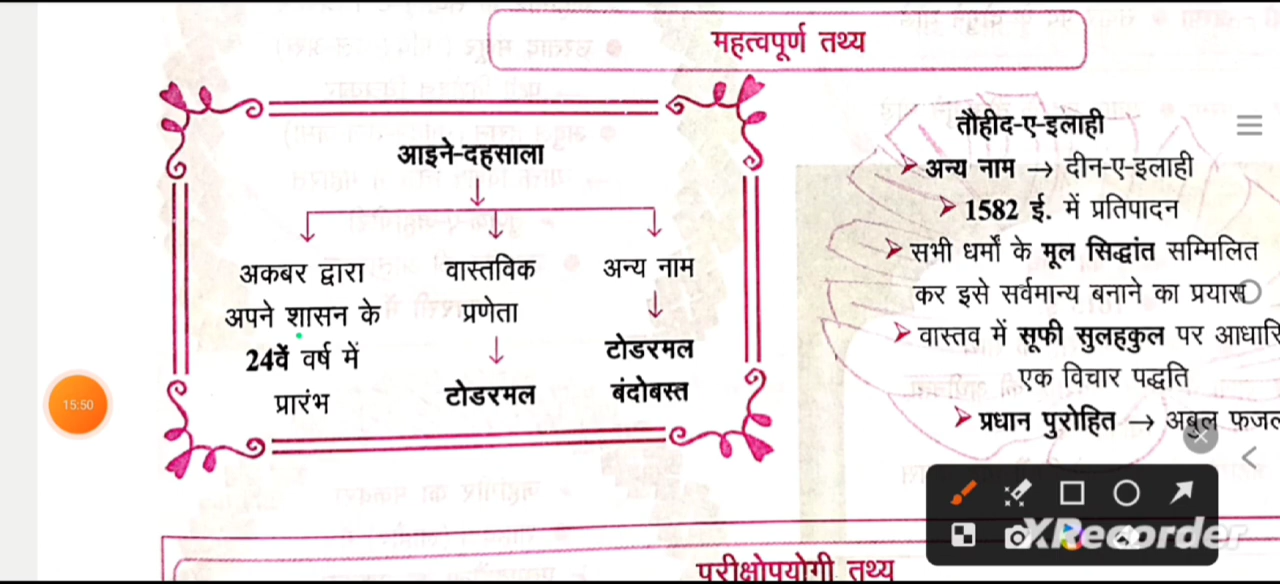 महत्वपूर्ण तथ्य
आइने-दहसाला
अकबर द्वारा
अपने शासन के
24वें वर्ष में
प्रारंभ
वास्तविक
प्रणेता
टोडरमल
अन्य नाम
टोडरमल
बंदोबस्त
तौहीद-ए-इलाही
➤ अन्य नाम → दीन-ए-इलाही
➤ 1582 ई. में प्रतिपादन
➤ सभी धर्मों के मूल सिद्धांत सम्मिलित
कर इसे सर्वमान्य बनाने का प्रयास
➤ वास्तव में सूफी सुलहकुल पर आधारि
एक विचार पद्धति
➤ प्रधान पुरोहित → अबुल फजल
15:50
XRecorder
परीक्षोपयोगी तथ्य